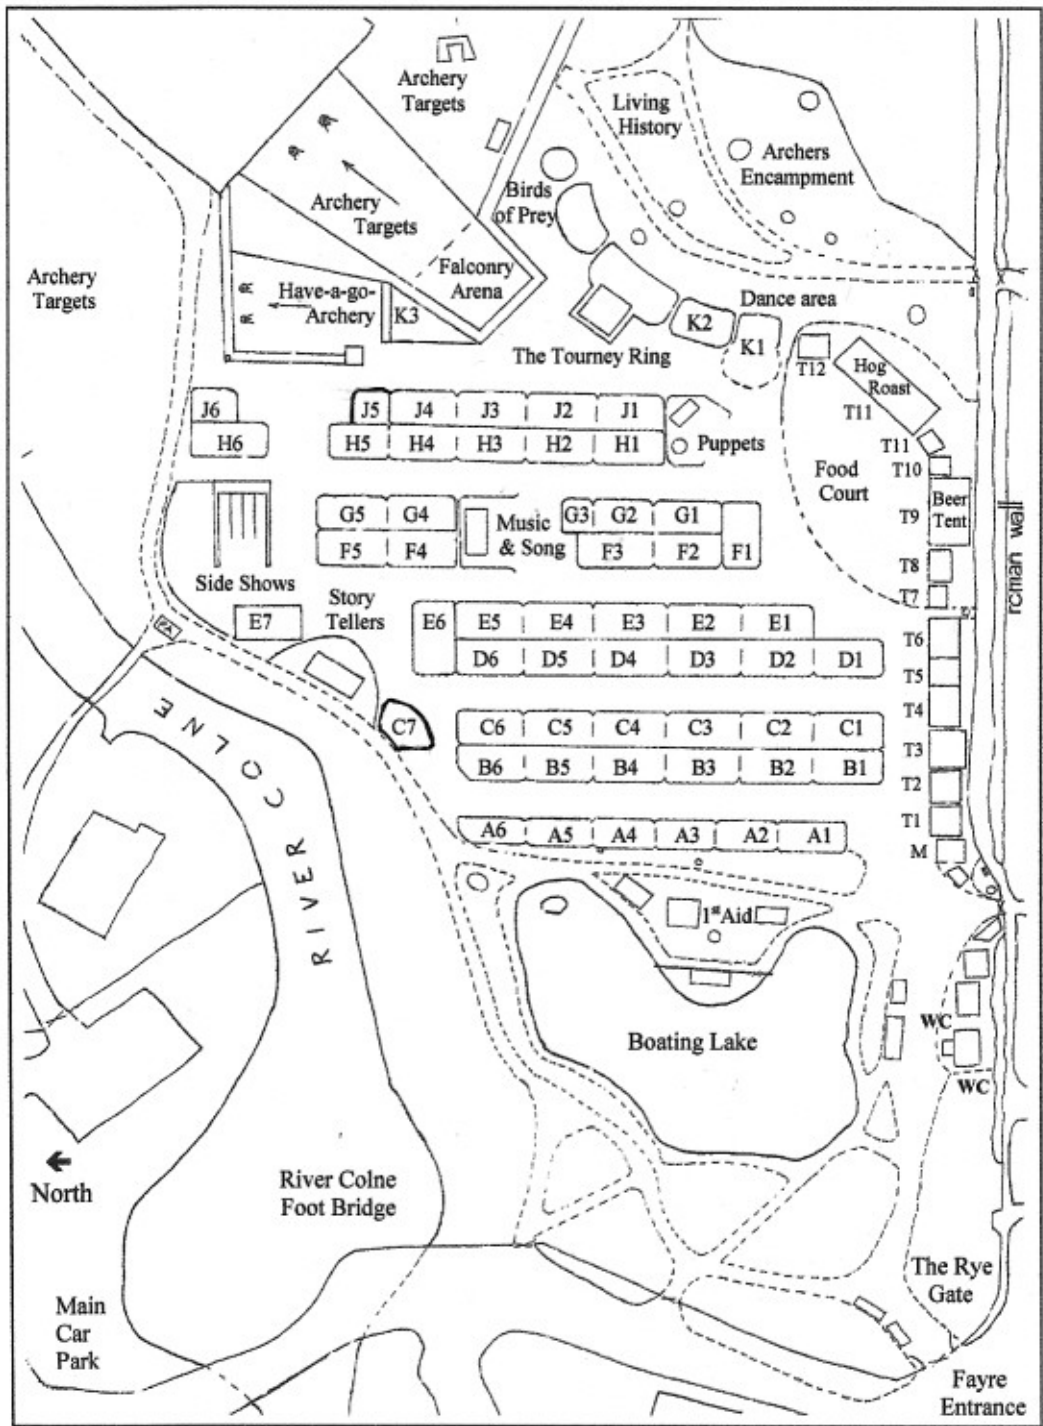 Archery
Targets
Living
History
Archers
Encampment
Birds
of Prey
Archery
Targets
Falconry
Arena
Archery
Targets
Have-a-go-
Archery
K3
Dance area
K2
K1
The Tourney Ring
T12
Hog
Roast
T11
J6
J5
J4
J3
J2
J1
H6
H5
H4
H3
H2
H1
Puppets
T11
T10
Food
Court
Beer
Tent
T9
roman wall
G5
G4
Music
& Song
G3
G2
G1
F5
F4
F3
F2
F1
T8
T7
Side Shows
Story
Tellers
E7
E6
E5
E4
E3
E2
E1
T6
D6
D5
D4
D3
D2
D1
T5
T4
C7
C6
C5
C4
C3
C2
C1
T3
B6
B5
B4
B3
B2
B1
T2
T1
A6
A5
A4
A3
A2
A1
M
RIVER COLNE
1st Aid
Boating Lake
WC
WC
North
River Colne
Foot Bridge
The Rye
Gate
Main
Car
Park
Fayre
Entrance